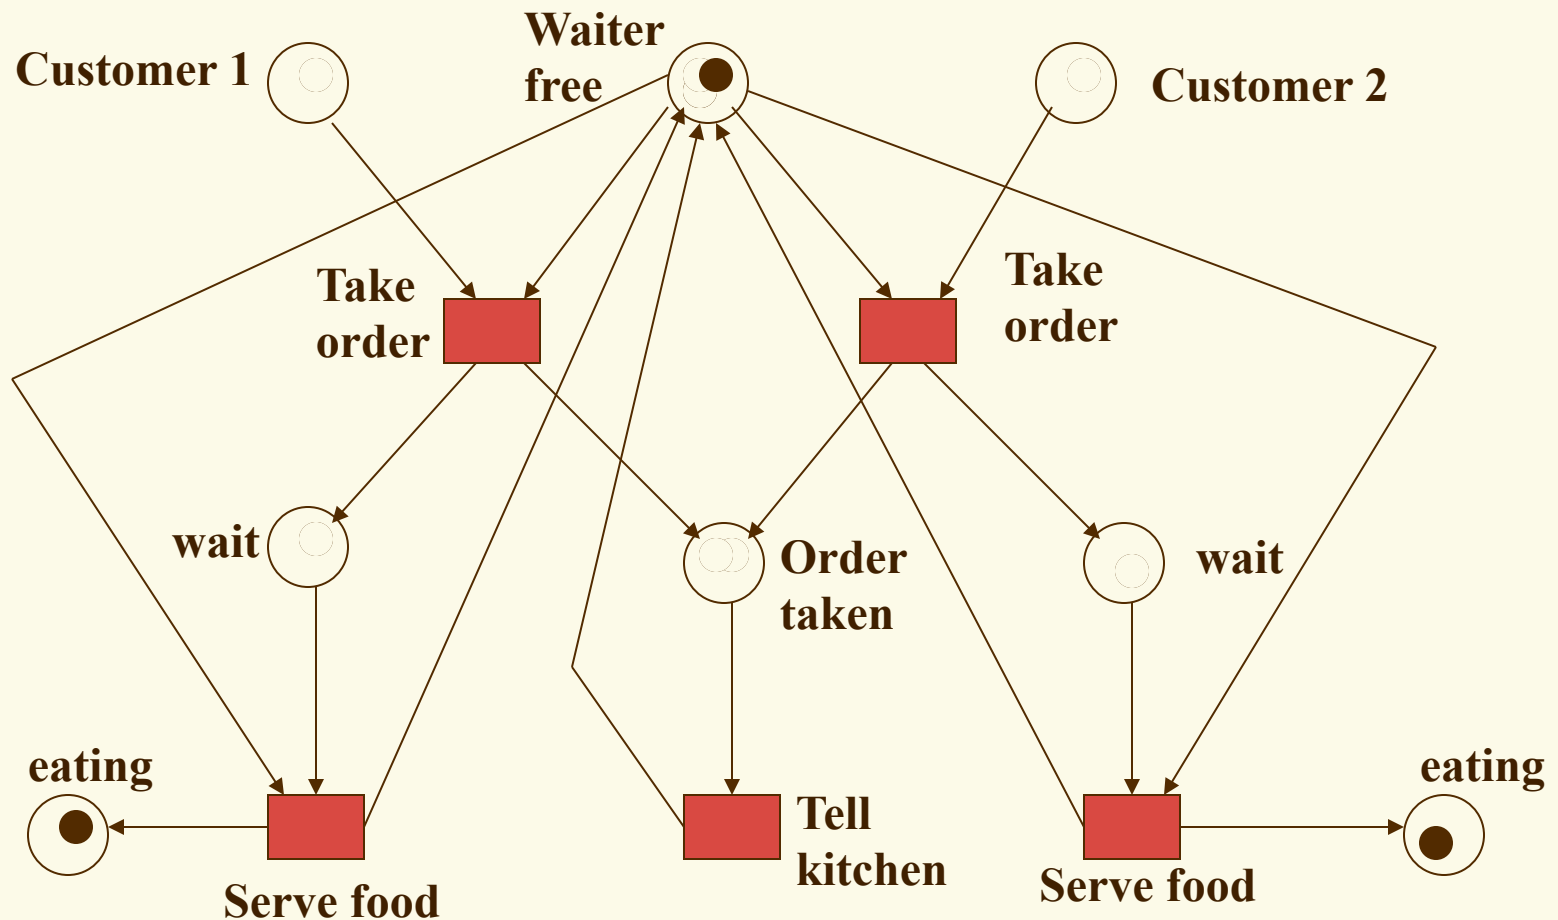 Customer 1
Waiter
free
Customer 2
Take
order
Take
order
wait
Order
taken
wait
eating
eating
Tell
kitchen
Serve food
Serve food